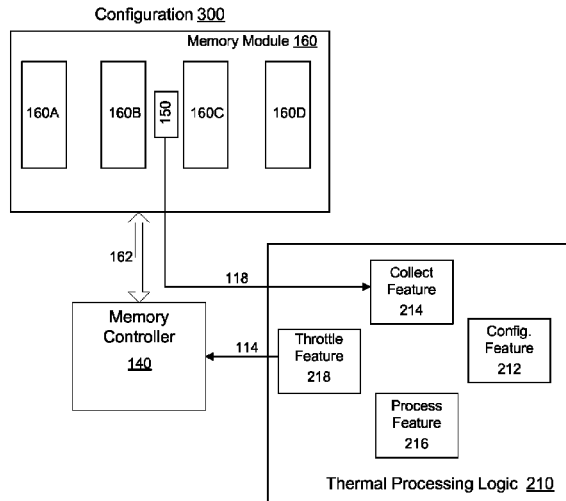 Configuration 300
Memory Module 160
160A
160B
150
160C
160D
162
118
Collect
Feature
214
Memory
Controller
140
114
Throttle
Feature
218
Config.
Feature
212
Process
Feature
216
Thermal Processing Logic 210